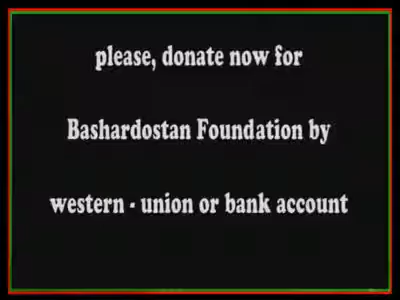 please, donate now for
Bashardostan Foundation by
western - union or bank account